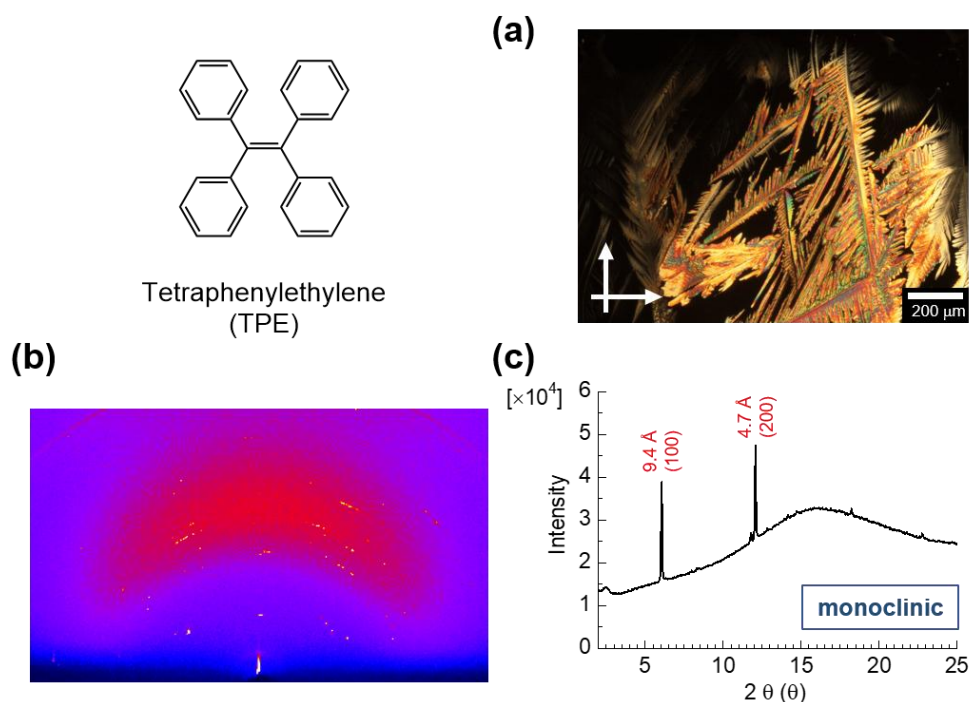 (a)
Tetraphenylethylene
(TPE)
200 µm
(b)
(c)
[×10⁴]
6
5
4
3
2
1
0
Intensity
9.4 Å
(100)
4.7 Å
(200)
monoclinic
5
10
15
20
25
2 θ (θ)